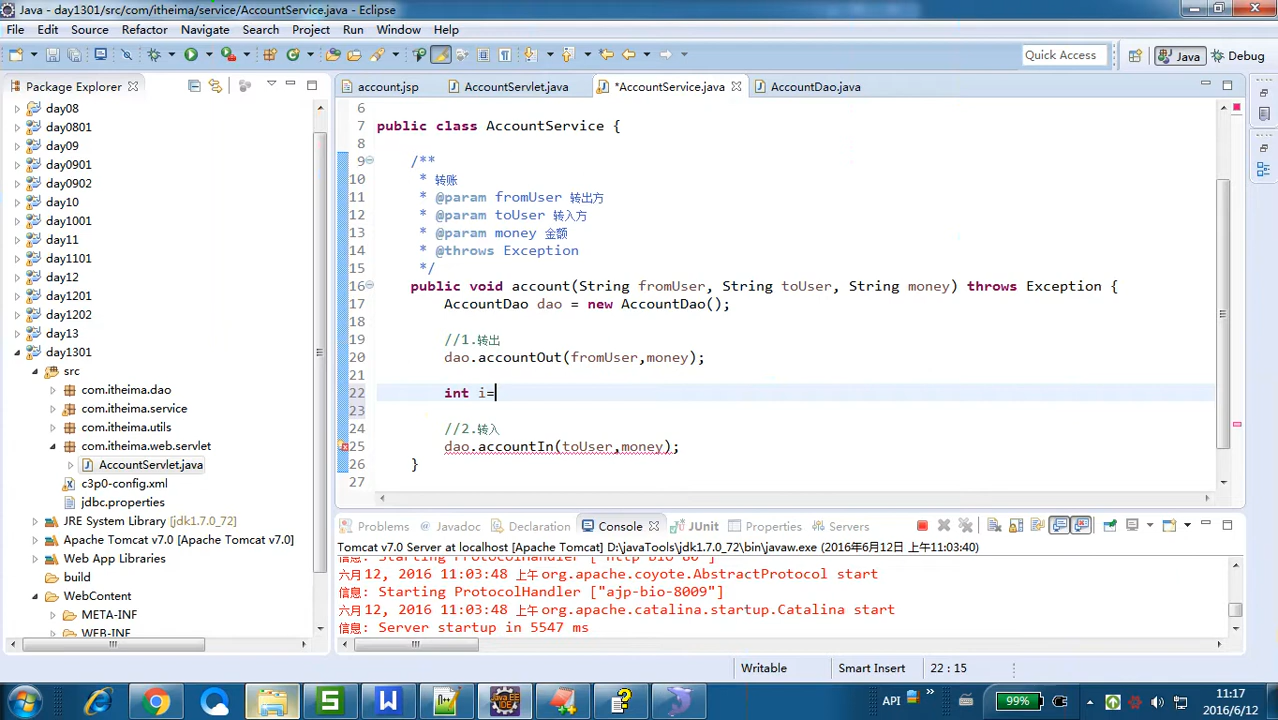 Java - day1301/src/com/itheima/service/AccountService.java - Eclipse
File Edit Source Refactor Navigate Search Project Run Window Help
Quick Access Java Debug
Package Explorer
account.jsp AccountServlet.java *AccountService.java AccountDao.java
day08
day0801
day09
day0901
day0902
day10
day1001
day11
day1101
day12
day1201
day1202
day13
day1301
src
com.itheima.dao
com.itheima.service
com.itheima.utils
com.itheima.web.servlet
AccountServlet.java
c3p0-config.xml
jdbc.properties
JRE System Library [jdk1.7.0_72]
Apache Tomcat v7.0 [Apache Tomcat v7.0]
Web App Libraries
build
WebContent
META-INF
WEB-INF
6
7 public class AccountService {
8
9 /**
10 * 转账
11 * @param fromUser 转出方
12 * @param toUser 转入方
13 * @param money 金额
14 * @throws Exception
15 */
16 public void account(String fromUser, String toUser, String money) throws Exception {
17 AccountDao dao = new AccountDao();
18
19 //1.转出
20 dao.accountOut(fromUser,money);
21
22 int i=
23
24 //2.转入
25 dao.accountIn(toUser,money);
26 }
27
Problems Javadoc Declaration Console JUnit Properties Servers
Tomcat v7.0 Server at localhost [Apache Tomcat] D:\javaTools\jdk1.7.0_72\bin\javaw.exe (2016年6月12日 上午11:03:40)
信息: Starting ProtocolHandler ["http-bio-80"]
六月 12, 2016 11:03:48 上午 org.apache.coyote.AbstractProtocol start
信息: Starting ProtocolHandler ["ajp-bio-8009"]
六月 12, 2016 11:03:48 上午 org.apache.catalina.startup.Catalina start
信息: Server startup in 5547 ms
Writable Smart Insert 22 : 15
API 99% 11:17
2016/6/12